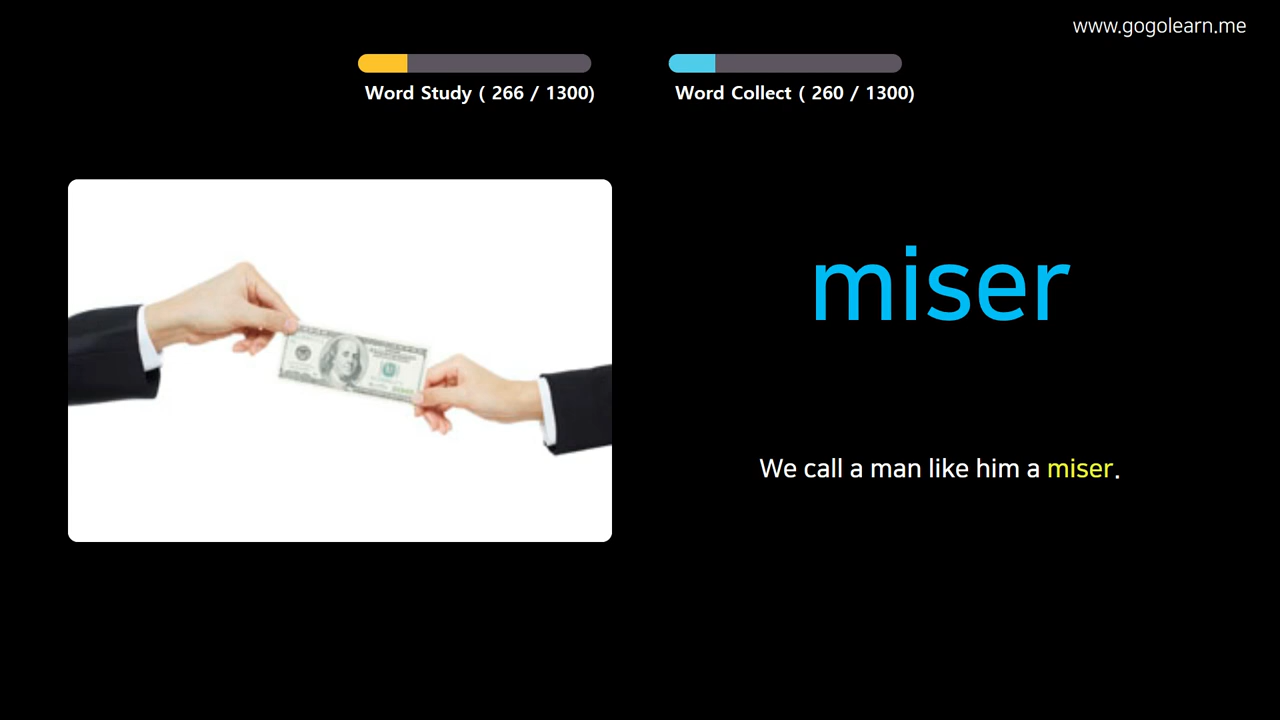 www.gogolearn.me
Word Study ( 266 / 1300)
Word Collect ( 260 / 1300)
miser
We call a man like him a miser.